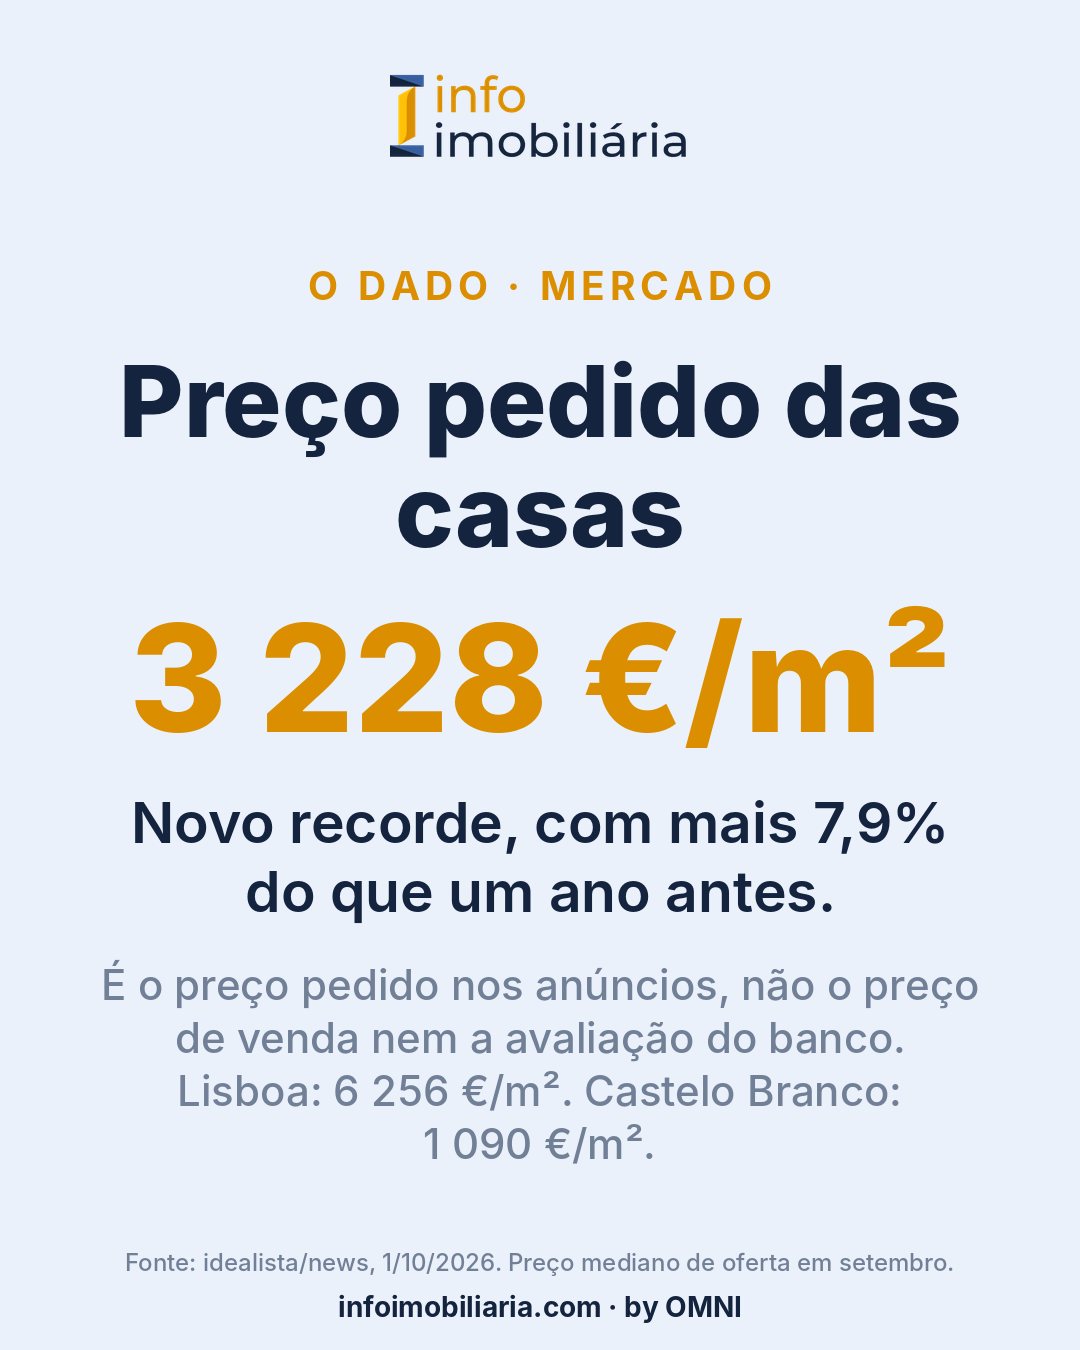 info
imobiliária
O DADO · MERCADO
Preço pedido das
casas
3 228 €/m²
Novo recorde, com mais 7,9%
do que um ano antes.
É o preço pedido nos anúncios, não o preço
de venda nem a avaliação do banco.
Lisboa: 6 256 €/m². Castelo Branco:
1 090 €/m².
Fonte: idealista/news, 1/10/2026. Preço mediano de oferta em setembro.
infoimobiliaria.com · by OMNI